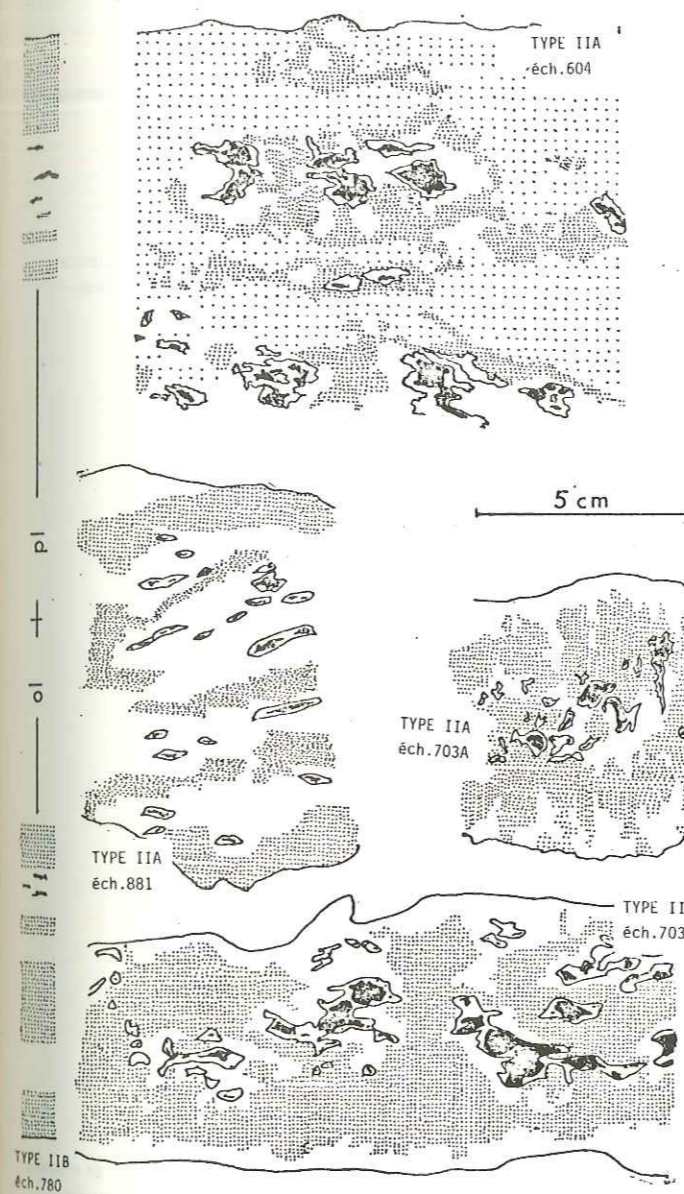 TYPE IIA
éch.604
pl
ol
5 cm
TYPE IIA
éch.703A
TYPE IIA
éch.881
TYPE II
éch.703
TYPE IIB
éch.780